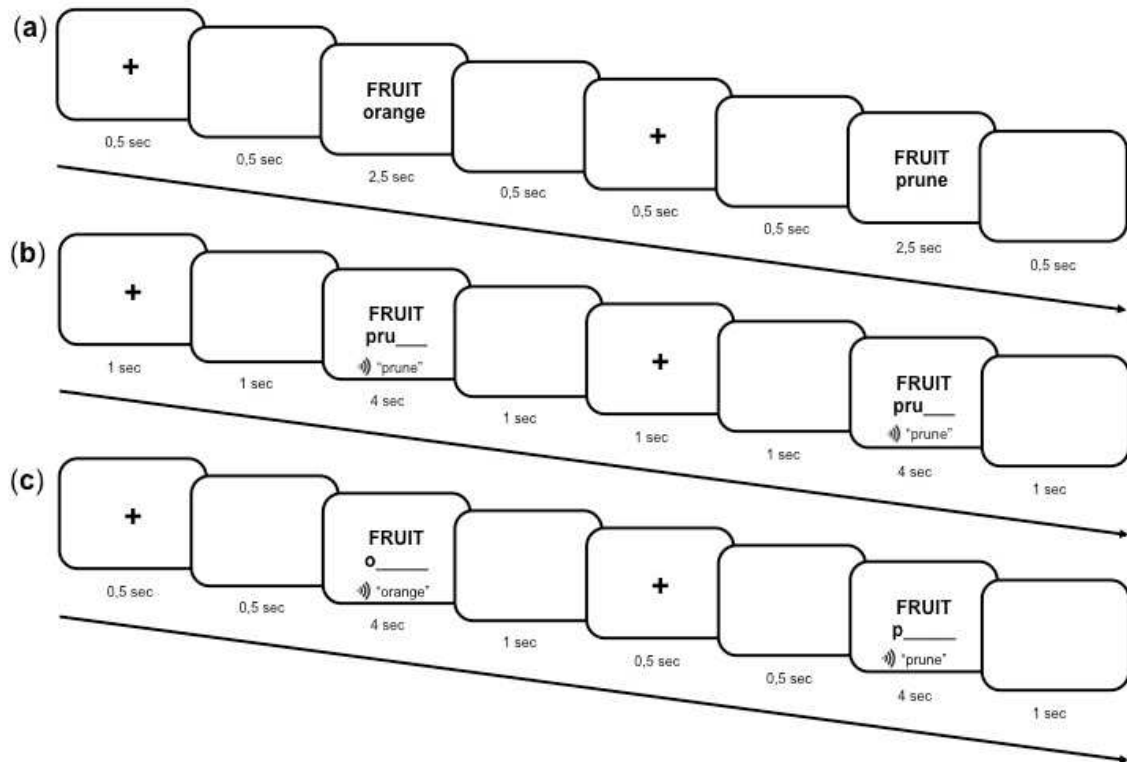 (a)
+
0,5 sec
0,5 sec
FRUIT
orange
2,5 sec
0,5 sec
+
0,5 sec
0,5 sec
FRUIT
prune
2,5 sec
0,5 sec
(b)
+
1 sec
1 sec
FRUIT
pru___
"prune"
4 sec
1 sec
+
1 sec
1 sec
FRUIT
pru___
"prune"
4 sec
1 sec
(c)
+
0,5 sec
0,5 sec
FRUIT
o_____
"orange"
4 sec
1 sec
+
0,5 sec
0,5 sec
FRUIT
p_____
"prune"
4 sec
1 sec